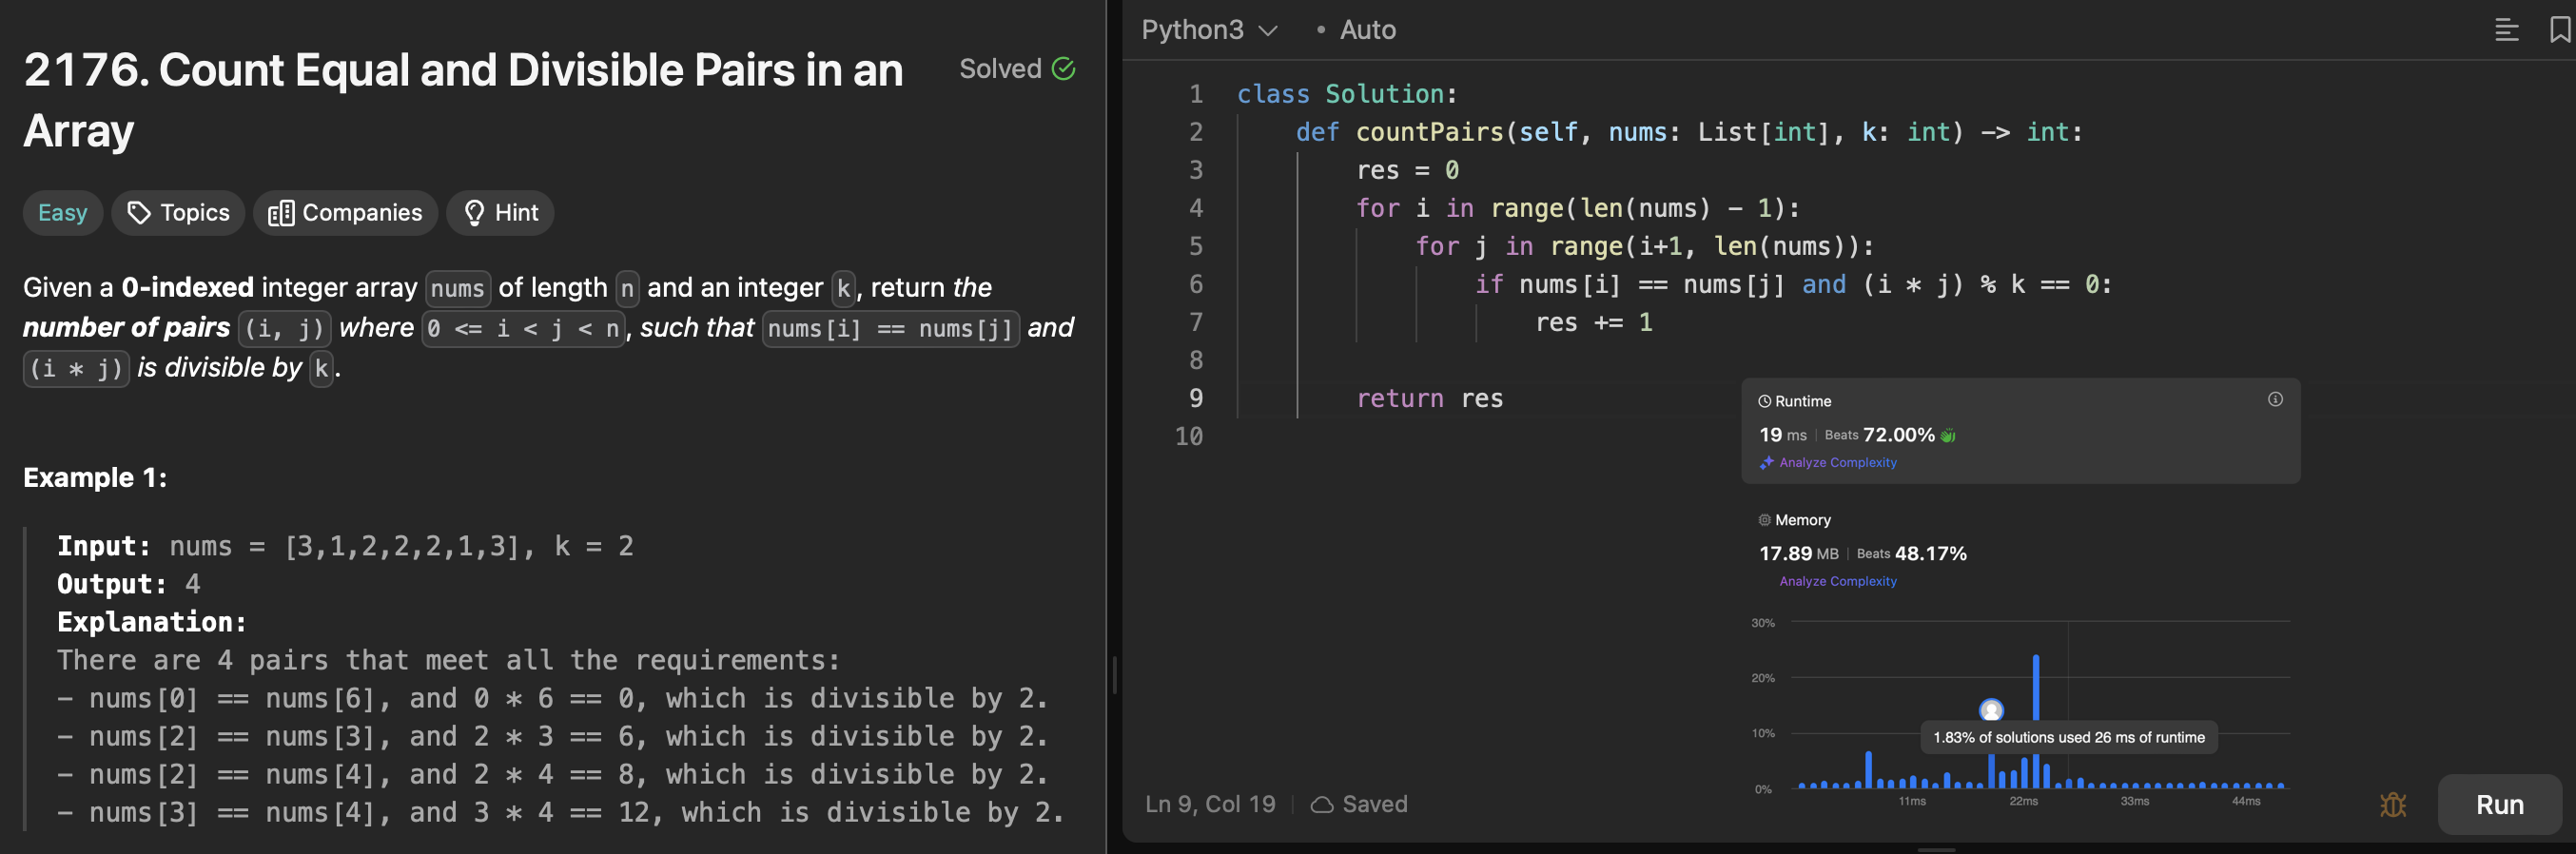 2176. Count Equal and Divisible Pairs in an
Array
Solved
Easy
Topics
Companies
Hint
Given a 0-indexed integer array nums of length n and an integer k, return the
number of pairs (i, j) where 0 <= i < j < n, such that nums[i] == nums[j] and
(i * j) is divisible by k.
Example 1:
Input: nums = [3,1,2,2,2,1,3], k = 2
Output: 4
Explanation:
There are 4 pairs that meet all the requirements:
- nums[0] == nums[6], and 0 * 6 == 0, which is divisible by 2.
- nums[2] == nums[3], and 2 * 3 == 6, which is divisible by 2.
- nums[2] == nums[4], and 2 * 4 == 8, which is divisible by 2.
- nums[3] == nums[4], and 3 * 4 == 12, which is divisible by 2.
Python3 • Auto
1 class Solution:
2 def countPairs(self, nums: List[int], k: int) -> int:
3 res = 0
4 for i in range(len(nums) - 1):
5 for j in range(i+1, len(nums)):
6 if nums[i] == nums[j] and (i * j) % k == 0:
7 res += 1
8
9 return res
10
Runtime
19 ms | Beats 72.00%
Analyze Complexity
Memory
17.89 MB | Beats 48.17%
Analyze Complexity
30%
20%
10%
0%
1.83% of solutions used 26 ms of runtime
11ms 22ms 33ms 44ms
Ln 9, Col 19 | Saved
Run